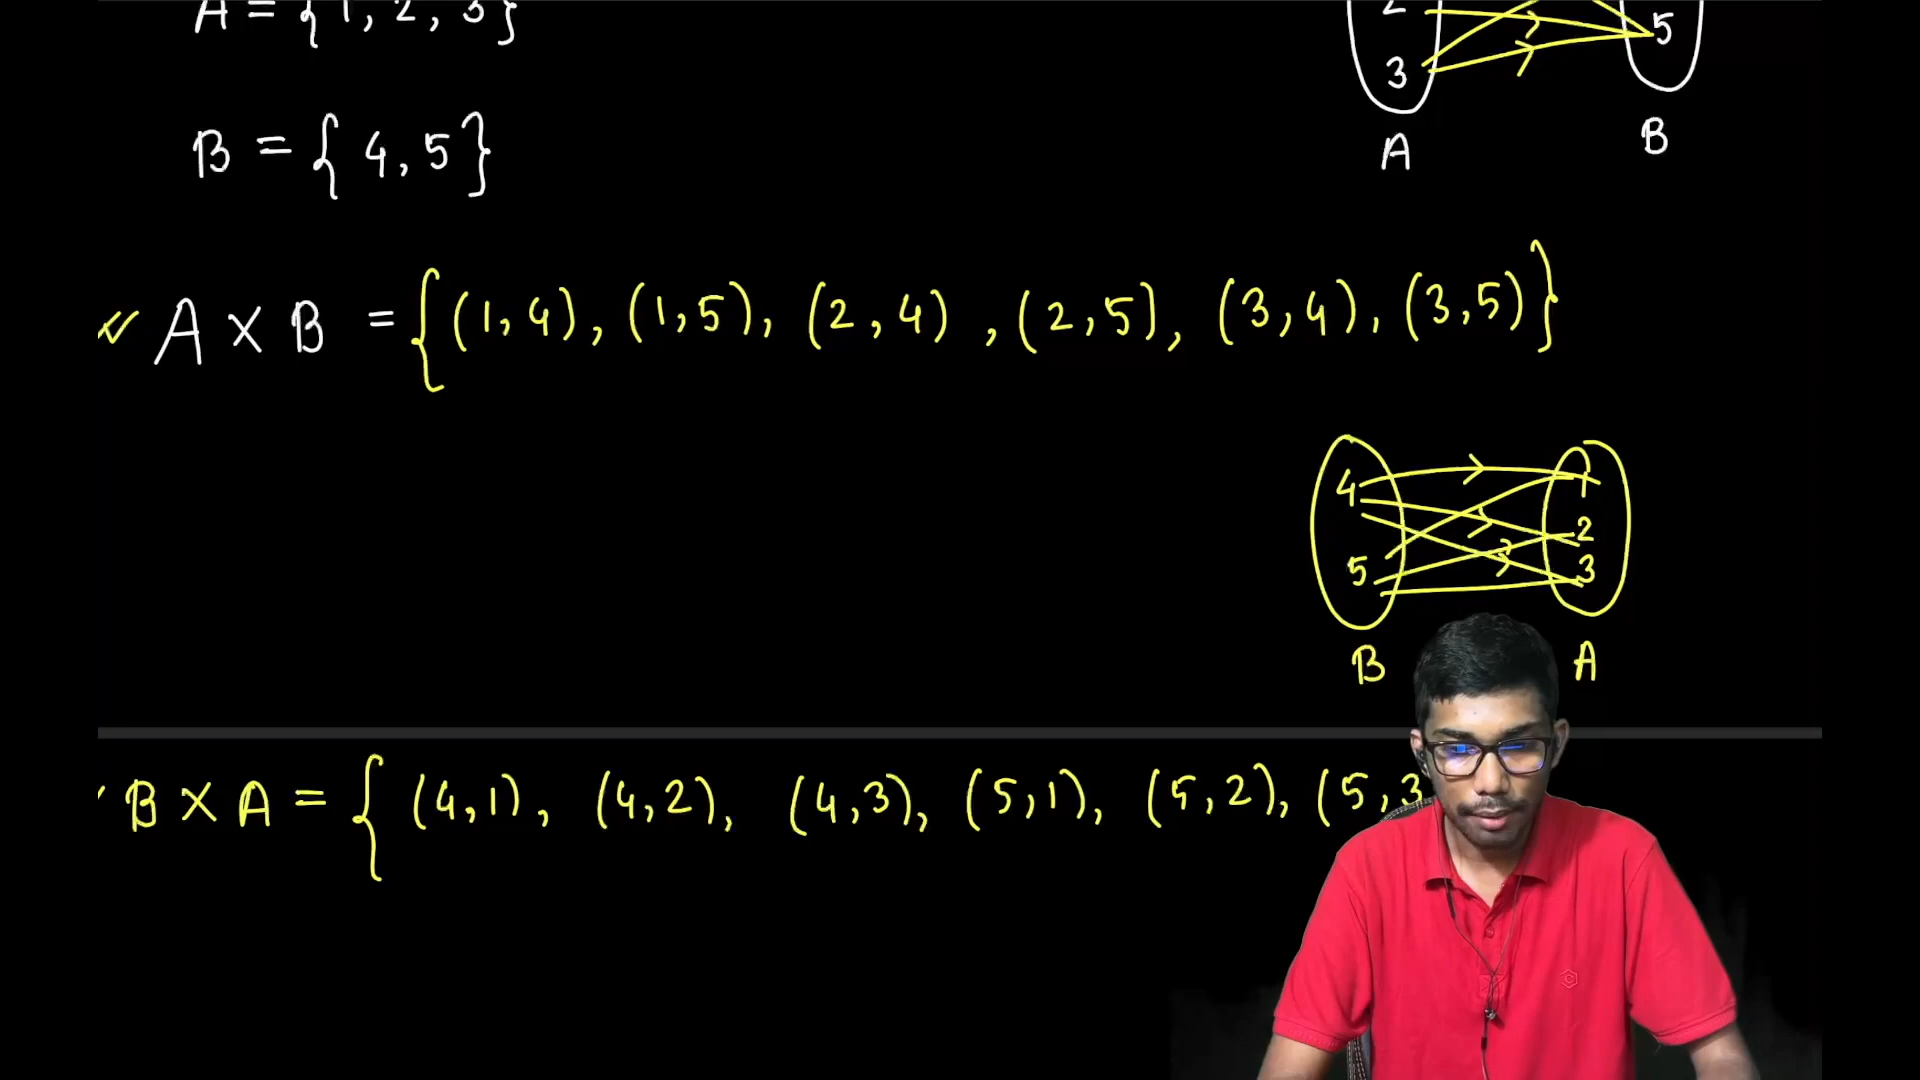 A = {1, 2, 3}
2
5
3
A
B
B = {4, 5}
A X B = {(1,4), (1,5), (2,4), (2,5), (3,4), (3,5)}
4
1
2
5
3
B
A
B X A = { (4,1), (4,2), (4,3), (5,1), (5,2), (5,3